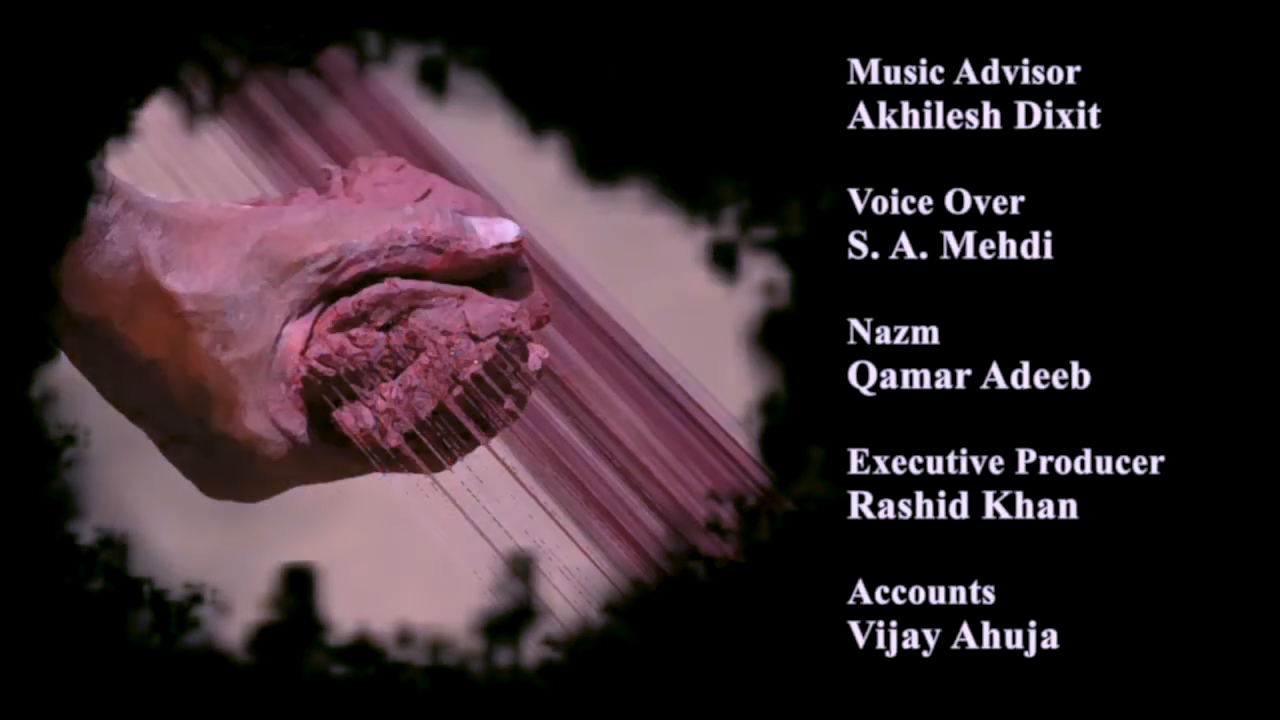 Music Advisor
Akhilesh Dixit
Voice Over
S. A. Mehdi
Nazm
Qamar Adeeb
Executive Producer
Rashid Khan
Accounts
Vijay Ahuja